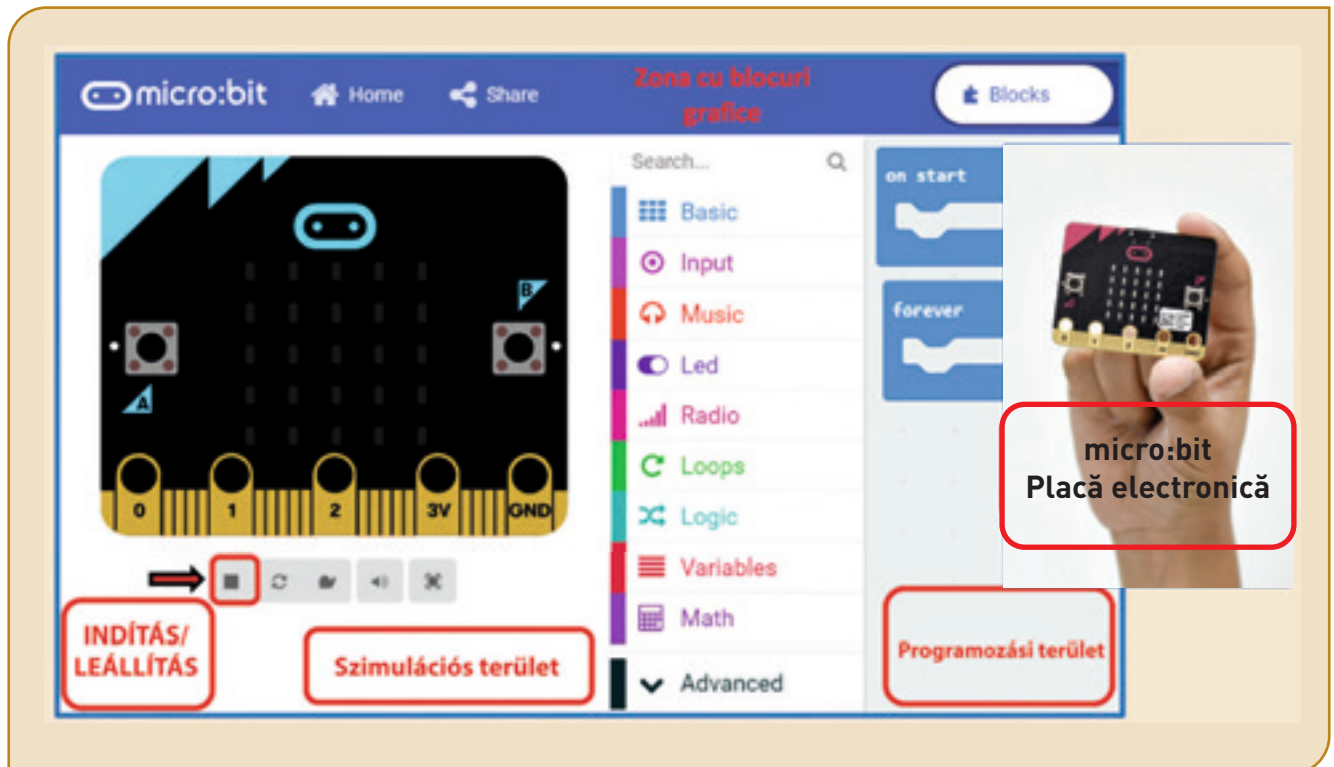 micro:bit
Home
Share
Zona cu blocuri
grafice
Blocks
Search...
Basic
Input
Music
Led
Radio
Loops
Logic
Variables
Math
Advanced
on start
forever
A
B
0
1
2
3V
GND
INDÍTÁS/
LEÁLLÍTÁS
Szimulációs terület
Programozási terület
micro:bit
Placă electronică